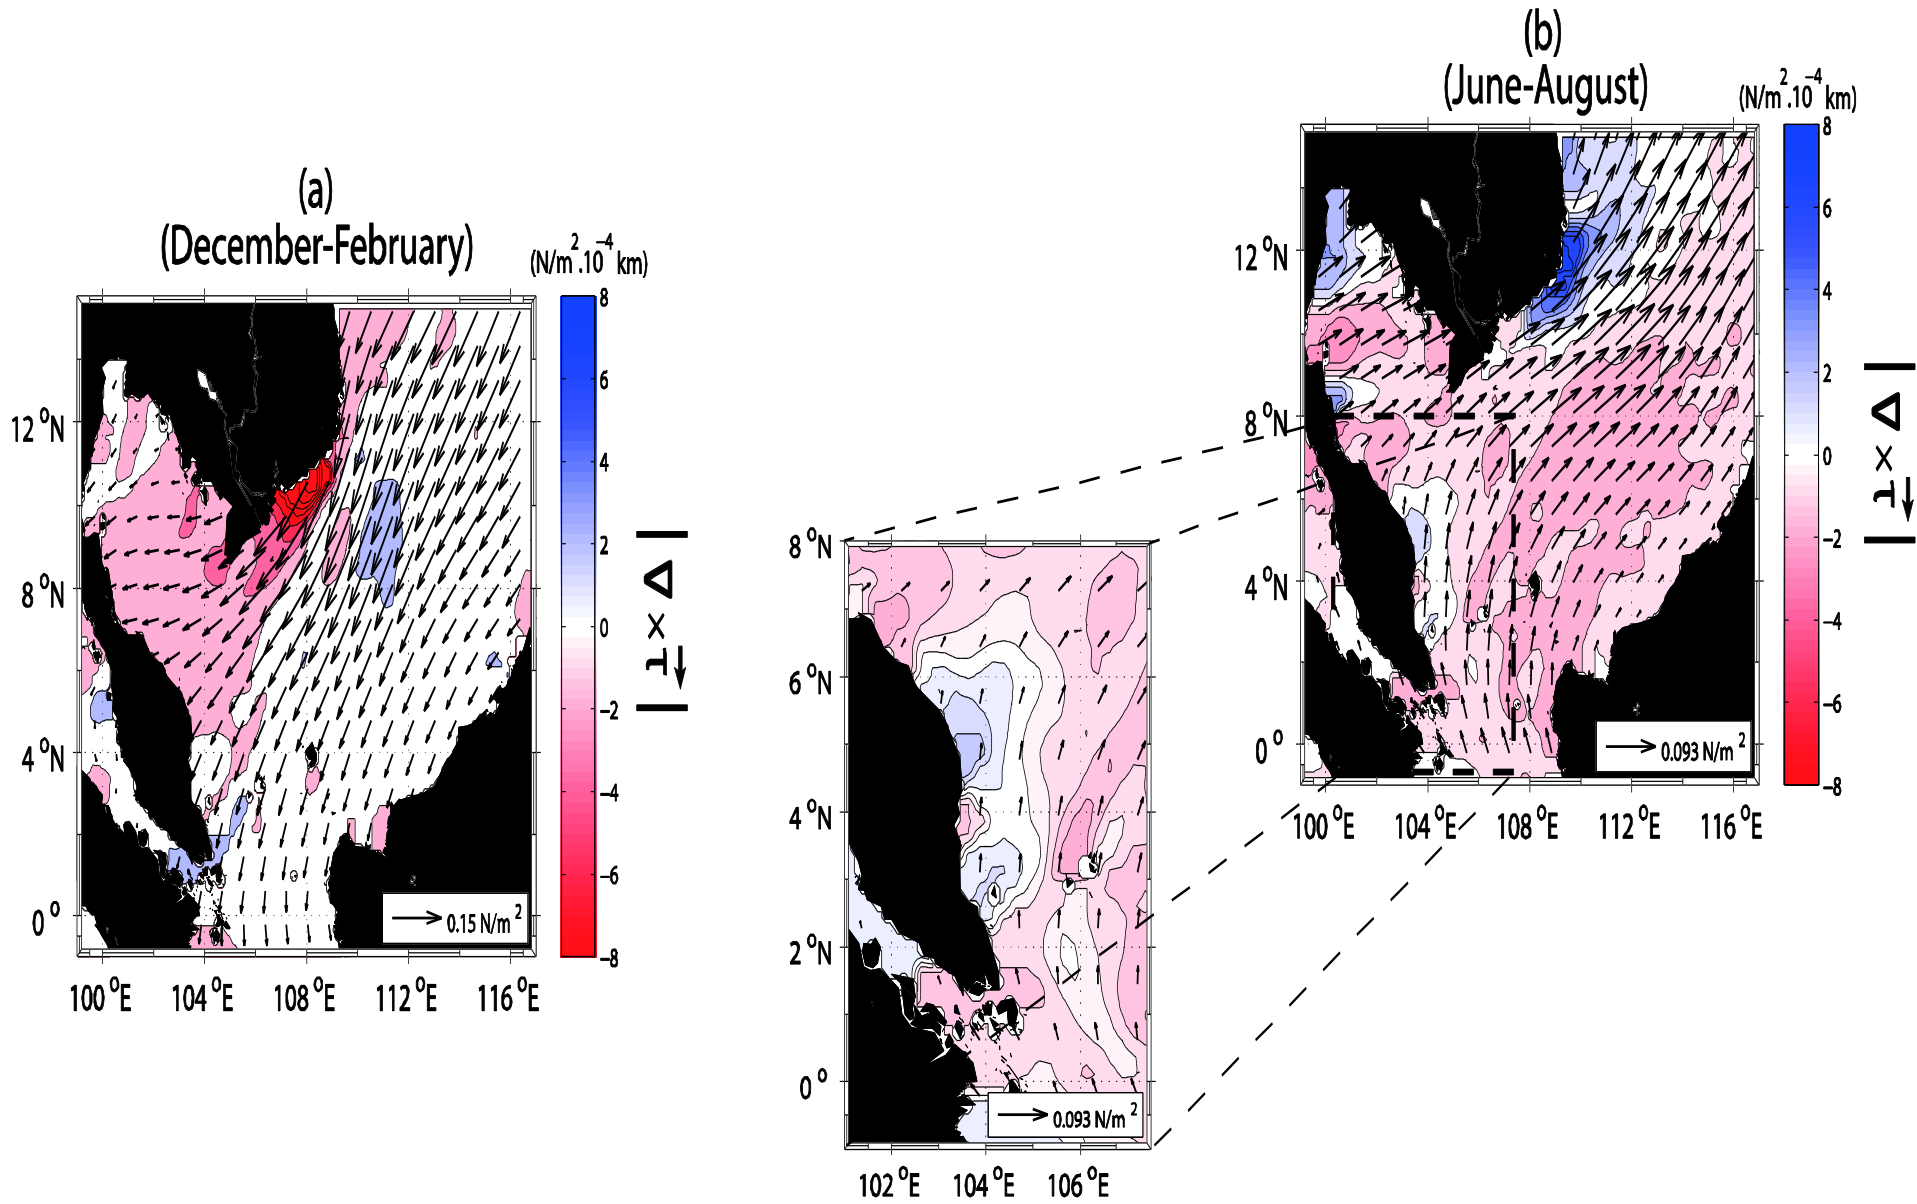 (a)
(December-February)
(N/m².10⁻⁴ km)
8
6
4
2
0
−2
−4
−6
−8
| ∇ × τ |
12 °N
8 °N
4 °N
0 °
100 °E
104 °E
108 °E
112 °E
116 °E
0.15 N/m ²
8 °N
6 °N
4 °N
2 °N
0 °
102 °E
104 °E
106 °E
0.093 N/m ²
(b)
(June-August)
(N/m².10⁻⁴ km)
8
6
4
2
0
−2
−4
−6
−8
| ∇ × τ |
12 °N
8 °N
4 °N
0 °
100 °E
104 °E
108 °E
112 °E
116 °E
0.093 N/m ²